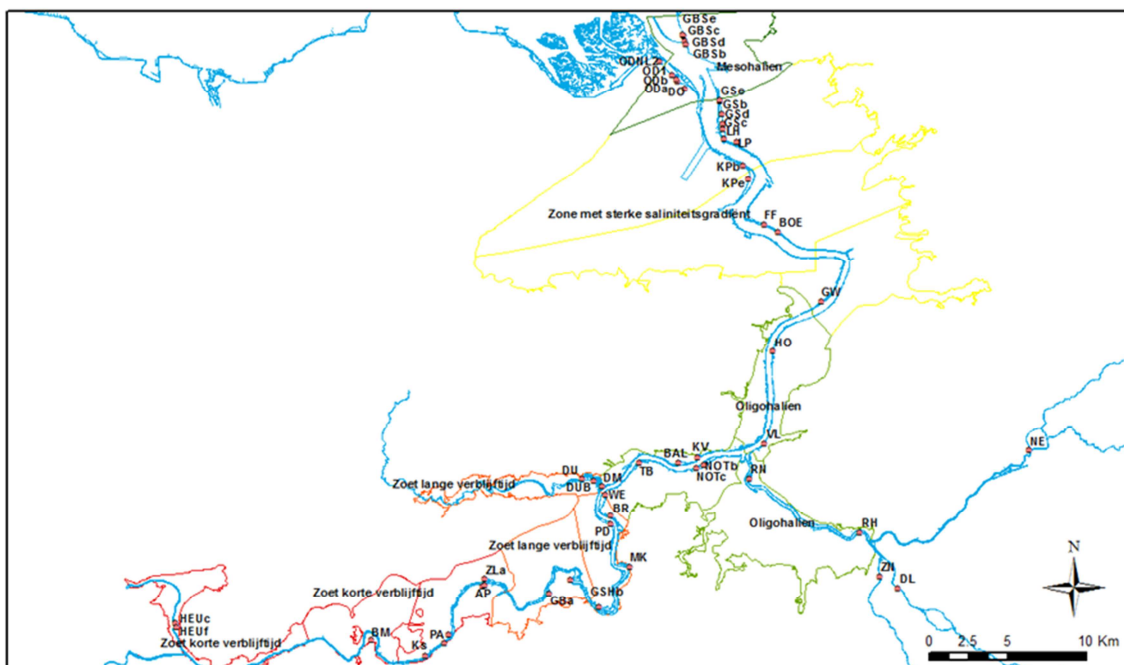 GBSe
GBSc
GBSd
GBSb
Mesohalien
ODNLZ
OD1
ODb
ODa
DO
GSe
GSb
GSd
GSc
LH
LP
KPb
KPe
Zone met sterke saliniteitsgradient
FF
BOE
GW
HO
Oligohalien
VL
KV
BAL
NOTb
NOTc
TB
RN
NE
DU
DUB
DM
Zoet lange verblijftijd
WE
BR
PD
Oligohalien
RH
Zoet lange verblijftijd
MK
ZLa
AP
GBa
GSHb
ZN
DL
N
Zoet korte verblijftijd
HEUc
HEUf
Zoet korte verblijftijd
BM
PA
Ks
0 2.5 5 10 Km